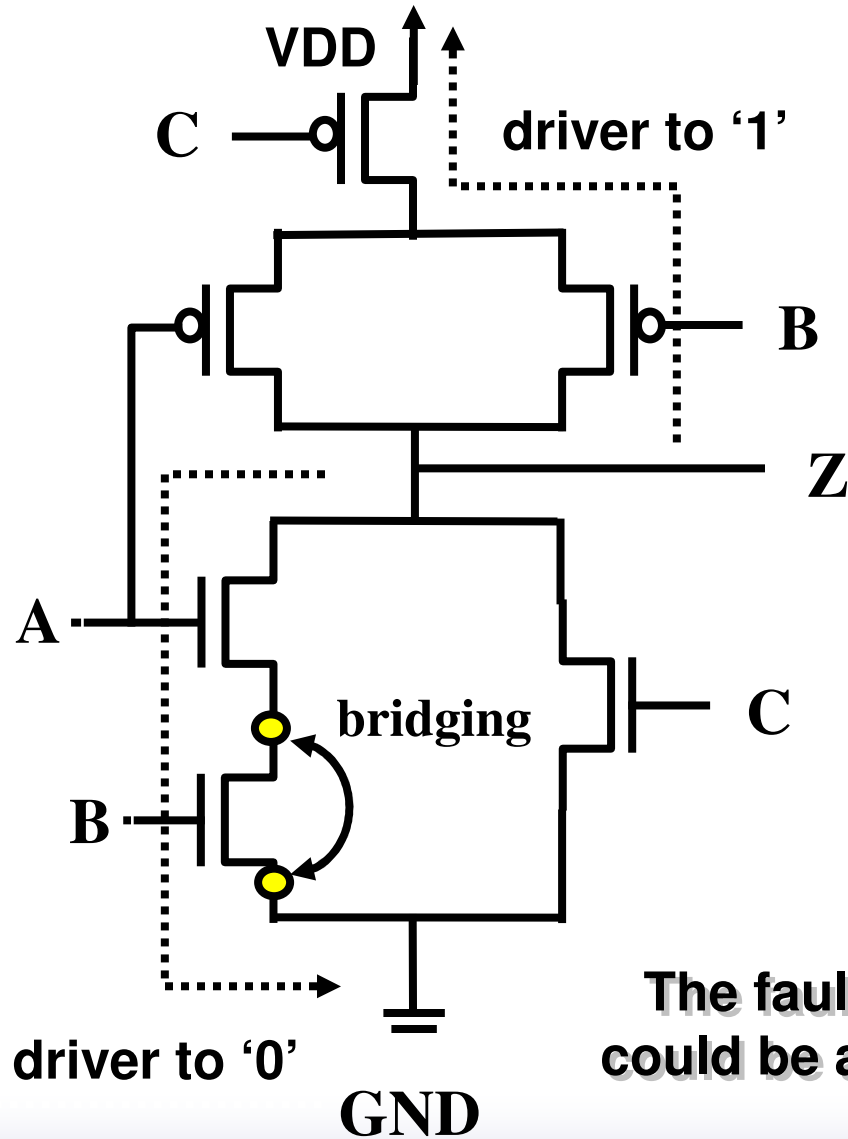 VDD
C
driver to ‘1’
B
Z
A
bridging
C
B
The faul
could be a
driver to ‘0’
GND